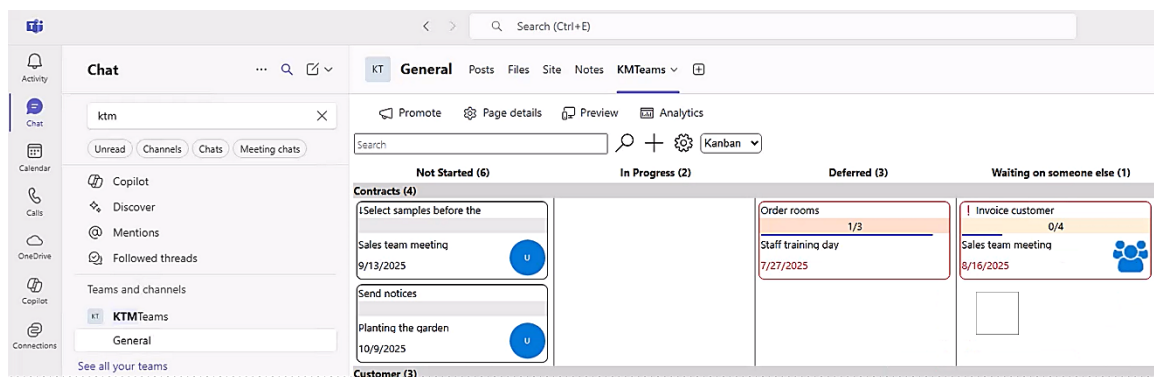 Search (Ctrl+E)
Activity
Chat
Calendar
Calls
OneDrive
Copilot
Connections
Chat
ktm
Unread Channels Chats Meeting chats
Copilot
Discover
Mentions
Followed threads
Teams and channels
KT KTMTeams
General
See all your teams
KT General Posts Files Site Notes KMTeams
Promote Page details Preview Analytics
Search Kanban
Not Started (6) In Progress (2) Deferred (3) Waiting on someone else (1)
Contracts (4)
↓Select samples before the
Sales team meeting
9/13/2025
U
Send notices
Planting the garden
10/9/2025
U
Order rooms
1/3
Staff training day
7/27/2025
! Invoice customer
0/4
Sales team meeting
8/16/2025
Customer (3)